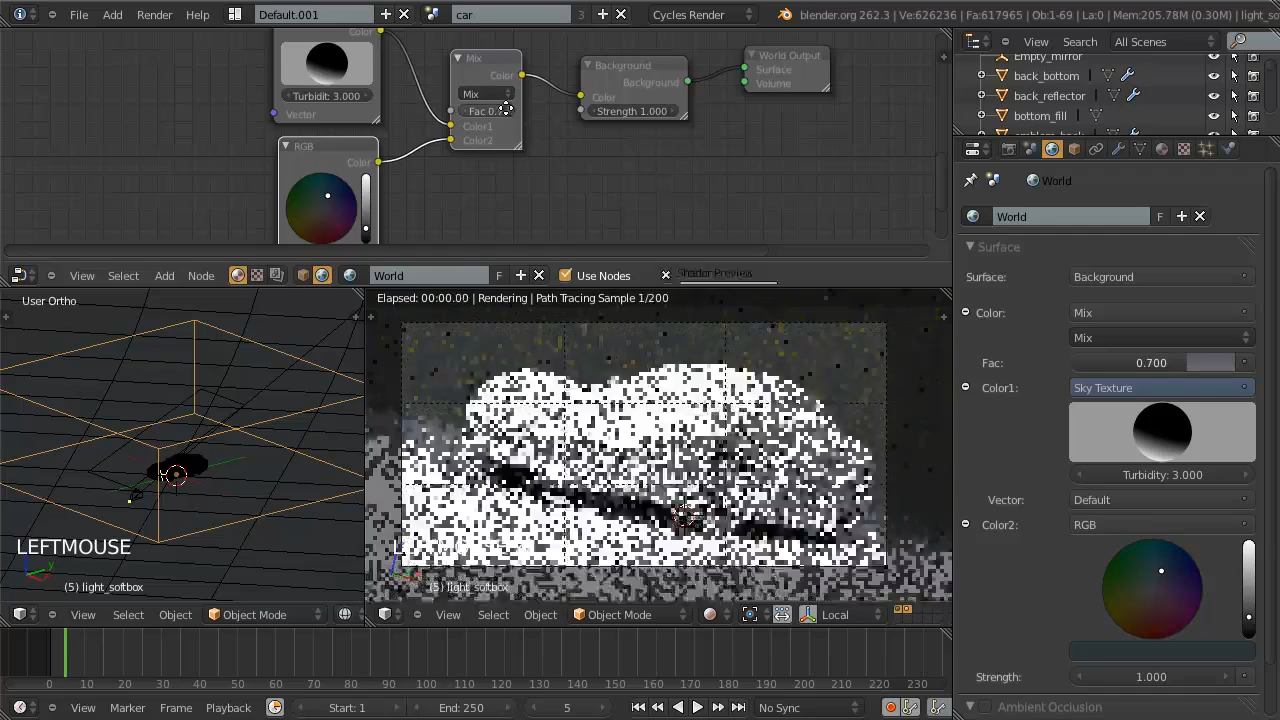 File Add Render Help Default.001 car 3 Cycles Render blender.org 262.3 | Ve:626236 | Fa:617965 | Ob:1-69 | La:0 | Mem:205.78M (0.30M) | light_so
Color
Turbidit: 3.000
Vector
RGB
Color
Mix
Color
Mix
Fac 0.7
Color1
Color2
Background
Background
Color
Strength 1.000
World Output
Surface
Volume
View Search All Scenes
Empty_mirror
back_bottom
back_reflector
bottom_fill
View Select Add Node World F Use Nodes Shader Preview
World
World F
Surface
Surface: Background
Color: Mix
Mix
Fac: 0.700
Color1: Sky Texture
Turbidity: 3.000
Vector: Default
Color2: RGB
Strength: 1.000
Ambient Occlusion
User Ortho
LEFTMOUSE
(5) light_softbox
View Select Object Object Mode
Elapsed: 00:00.00 | Rendering | Path Tracing Sample 1/200
(5) light_softbox
View Select Object Object Mode Local
0 10 20 30 40 50 60 70 80 90 100 110 120 130 140 150 160 170 180 190 200 210 220 230
View Marker Frame Playback Start: 1 End: 250 5 No Sync